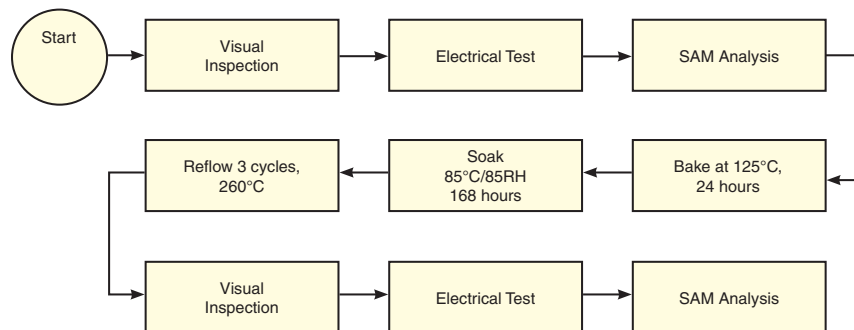 Start
Visual
Inspection
Electrical Test
SAM Analysis
Reflow 3 cycles,
260°C
Soak
85°C/85RH
168 hours
Bake at 125°C,
24 hours
Visual
Inspection
Electrical Test
SAM Analysis